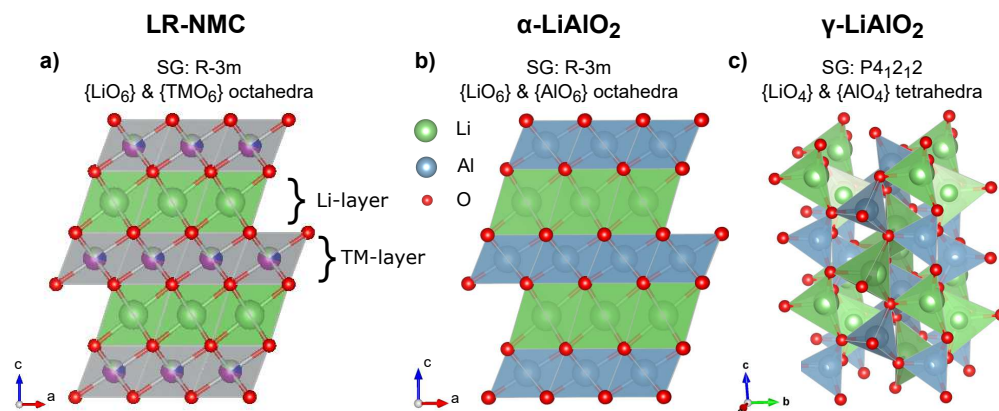 LR-NMC
α-LiAlO₂
γ-LiAlO₂
a)
SG: R-3m
{LiO₆} & {TMO₆} octahedra
b)
SG: R-3m
{LiO₆} & {AlO₆} octahedra
c)
SG: P4₁2₁2
{LiO₄} & {AlO₄} tetrahedra
Li
Al
O
Li-layer
TM-layer
c
a
c
a
c
b